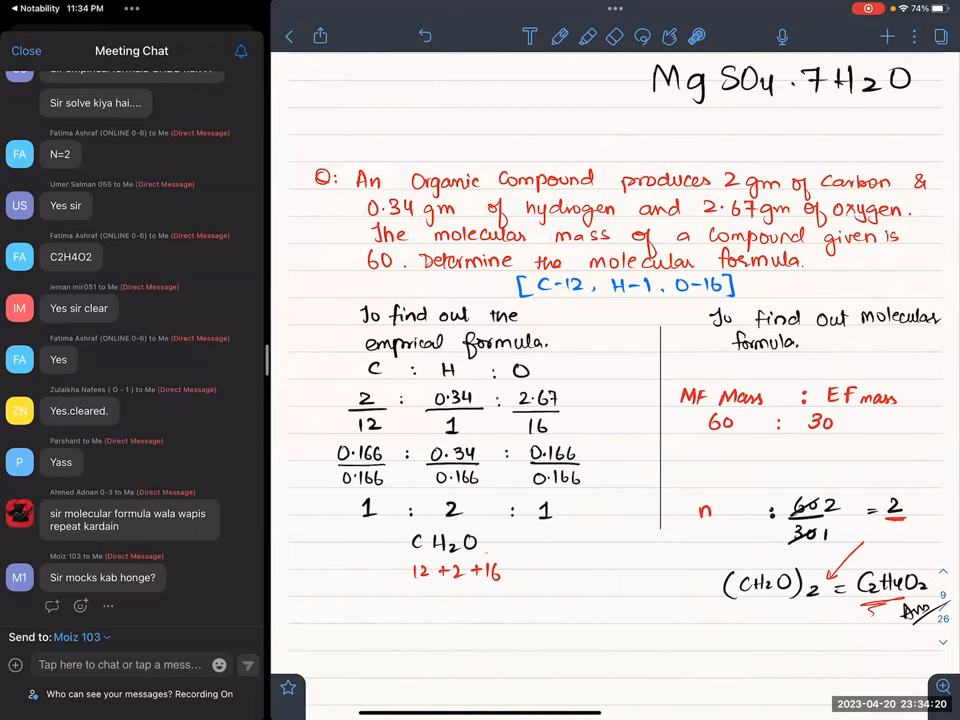 Notability 11:34 PM
74%
Close
Meeting Chat
Sir solve kiya hai....
Fatima Ashraf (ONLINE 0-6) to Me (Direct Message)
FA
N=2
Umer Salman 055 to Me (Direct Message)
US
Yes sir
Fatima Ashraf (ONLINE 0-6) to Me (Direct Message)
FA
C2H4O2
ieman mir051 to Me (Direct Message)
IM
Yes sir clear
Fatima Ashraf (ONLINE 0-6) to Me (Direct Message)
FA
Yes
Zulaikha Nafees ( O - 1 ) to Me (Direct Message)
ZN
Yes.cleared.
Parshant to Me (Direct Message)
P
Yass
Ahmed Adnan 0-3 to Me (Direct Message)
sir molecular formula wala wapis
repeat kardain
Moiz 103 to Me (Direct Message)
M1
Sir mocks kab honge?
Send to: Moiz 103
Tap here to chat or tap a mess...
Who can see your messages? Recording On
MgSO4.7H2O
Q: An Organic Compound produces 2 gm of carbon &
0.34 gm of hydrogen and 2.67gm of oxygen.
The molecular mass of a compound given is
60. Determine the molecular formula.
[C-12, H-1, O-16]
To find out the
emprical formula.
C : H : O
2/12 : 0.34/1 : 2.67/16
0.166/0.166 : 0.34/0.166 : 0.166/0.166
1 : 2 : 1
CH2O
12+2+16
To find out molecular
formula.
MF Mass : EF mass
60 : 30
n : 60 2/30 1 = 2
(CH2O)2 = C2H4O2
Ans
9
26
2023-04-20 23:34:20